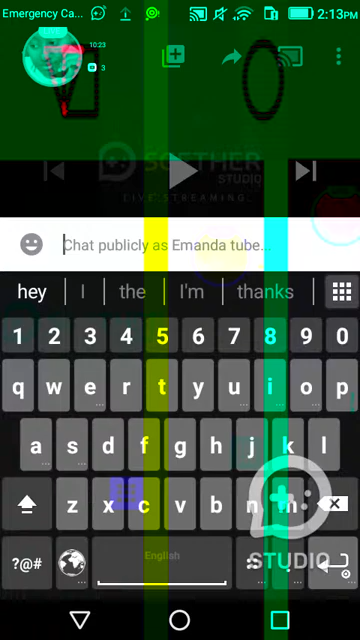 Emergency Ca... 2:13PM
10:23
3
SOFTHER
STUDIO
LIVE STREAMING.
Chat publicly as Emanda tube...
hey I the I'm thanks
1 2 3 4 5 6 7 8 9 0
q w e r t y u i o p
a s d f g h j k l
z x c v b n m
?@# English
STUDIO